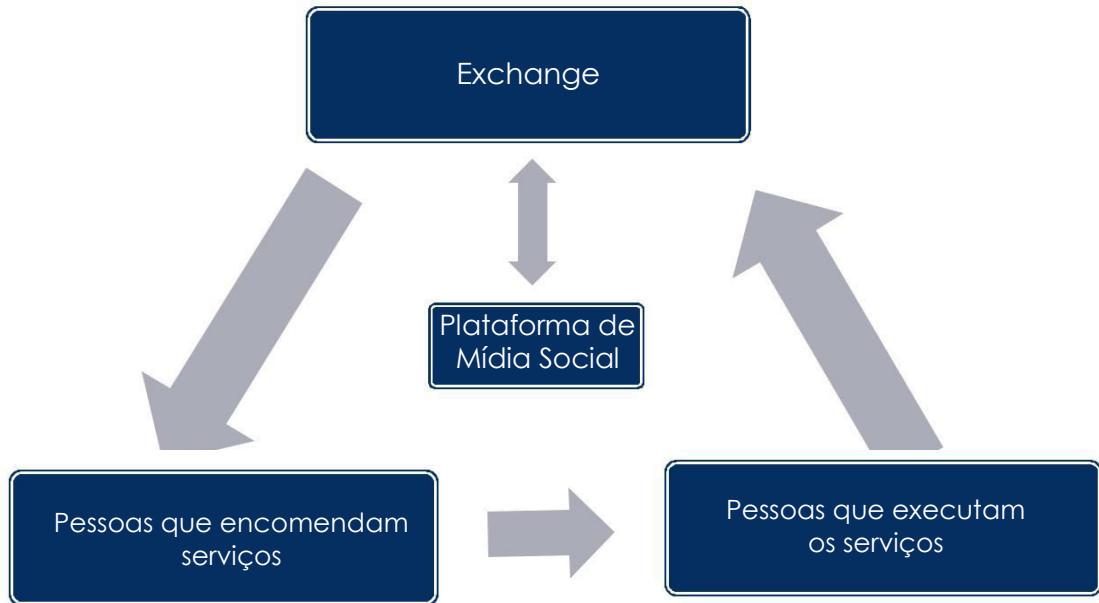 Exchange
Plataforma de
Mídia Social
Pessoas que encomendam
serviços
Pessoas que executam
os serviços